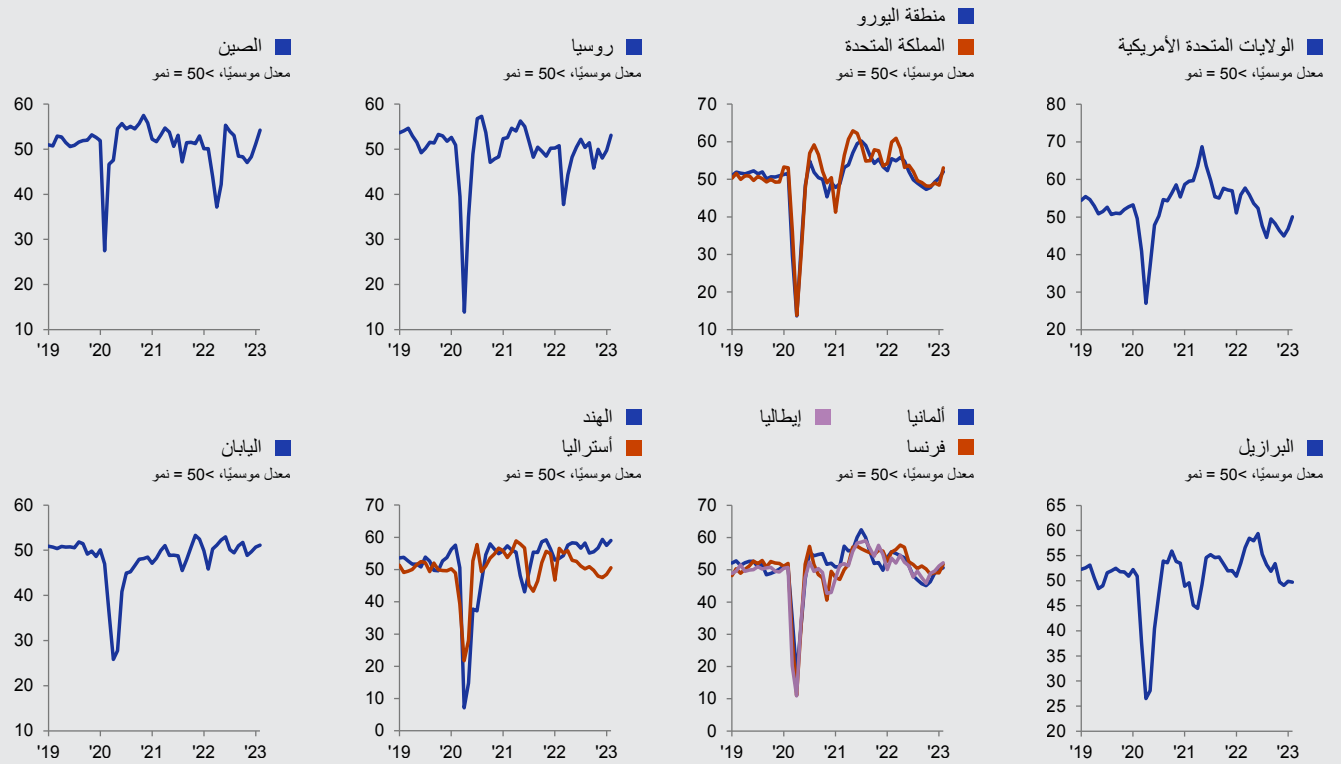 الولايات المتحدة الأمريكية
معدل موسميًا، >50 = نمو
80
70
60
50
40
30
20
'19 '20 '21 '22 '23
منطقة اليورو
المملكة المتحدة
معدل موسميًا، >50 = نمو
70
60
50
40
30
20
10
'19 '20 '21 '22 '23
روسيا
معدل موسميًا، >50 = نمو
60
50
40
30
20
10
'19 '20 '21 '22 '23
الصين
معدل موسميًا، >50 = نمو
60
50
40
30
20
10
'19 '20 '21 '22 '23
البرازيل
معدل موسميًا، >50 = نمو
65
60
55
50
45
40
35
30
25
20
'19 '20 '21 '22 '23
ألمانيا إيطاليا
فرنسا
معدل موسميًا، >50 = نمو
70
60
50
40
30
20
10
0
'19 '20 '21 '22 '23
الهند
أستراليا
معدل موسميًا، >50 = نمو
70
60
50
40
30
20
10
0
'19 '20 '21 '22 '23
اليابان
معدل موسميًا، >50 = نمو
60
50
40
30
20
10
'19 '20 '21 '22 '23